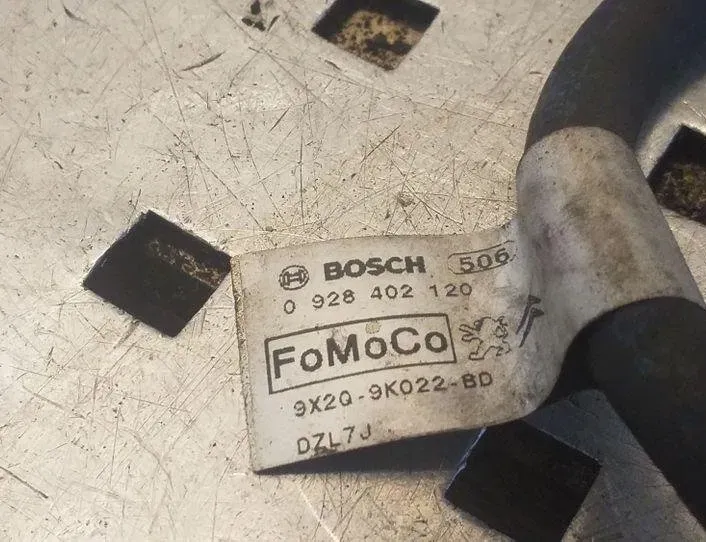 BOSCH 506
0 928 402 120
FoMoCo
9X2Q-9K022-BD
DZL7J